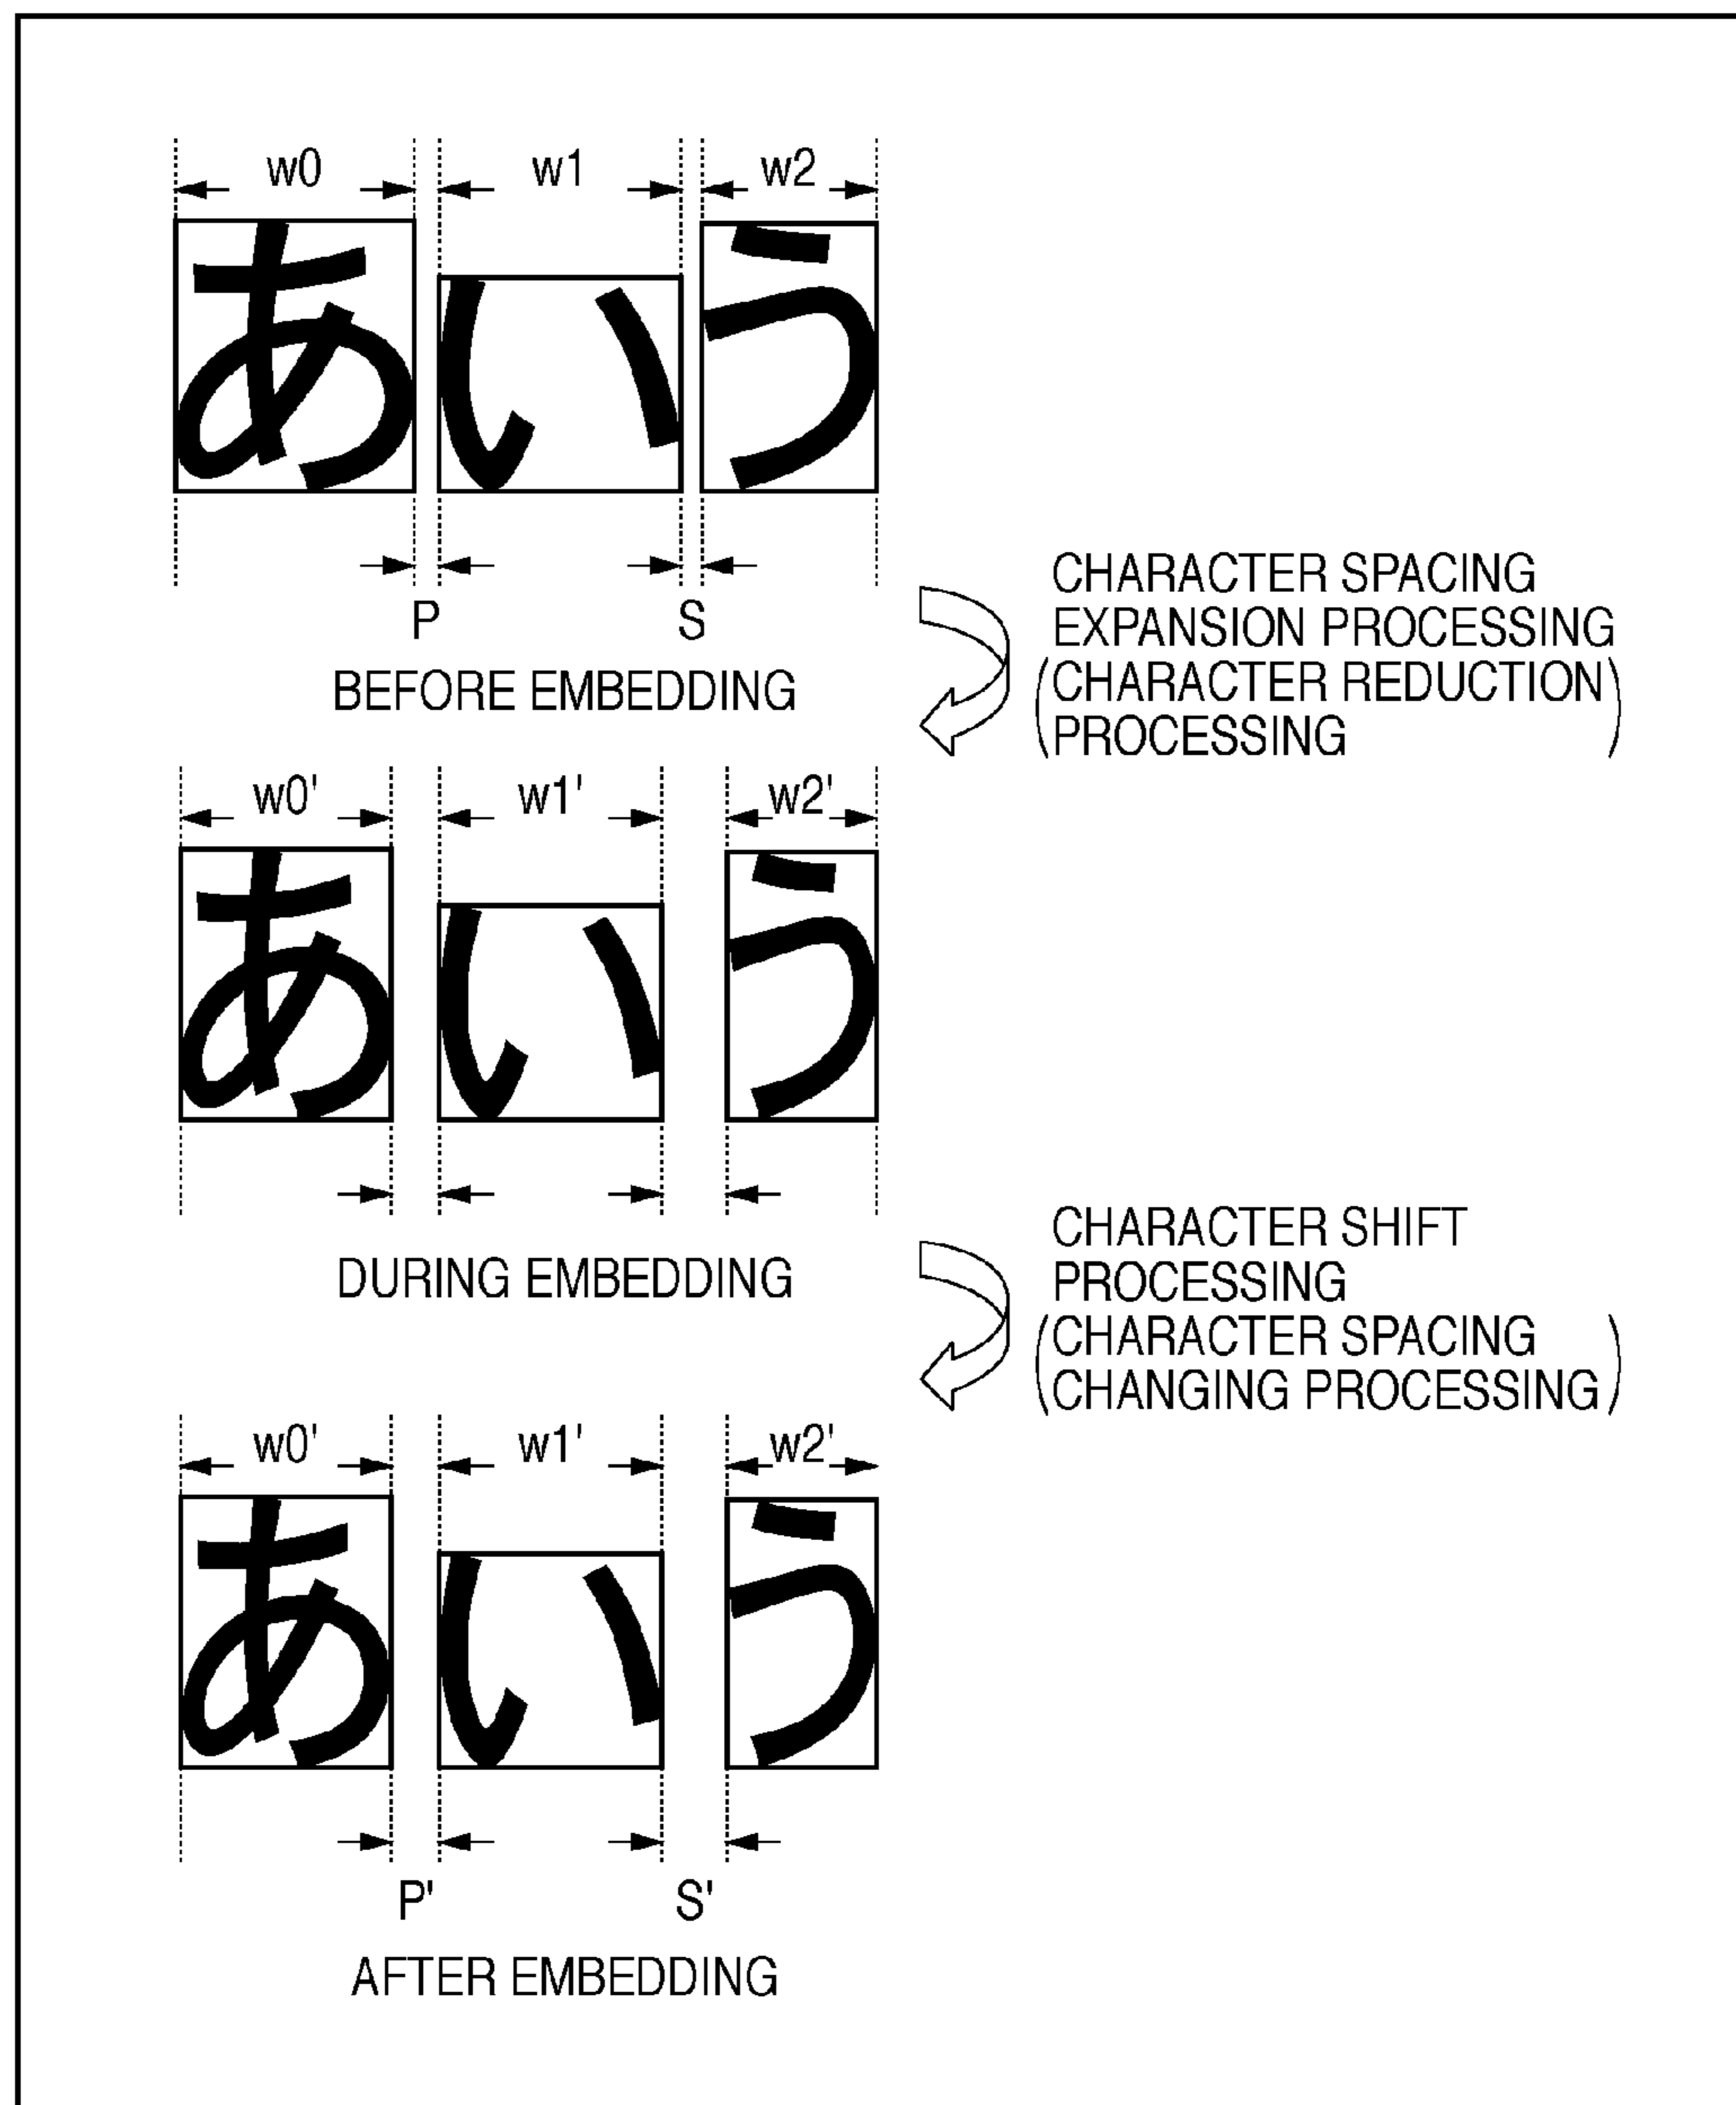 w0 w1 w2
あ い う
P S
BEFORE EMBEDDING
CHARACTER SPACING
EXPANSION PROCESSING
(CHARACTER REDUCTION
PROCESSING)
w0' w1' w2'
あ い う
DURING EMBEDDING
CHARACTER SHIFT
PROCESSING
(CHARACTER SPACING
CHANGING PROCESSING)
w0' w1' w2'
あ い う
P' S'
AFTER EMBEDDING